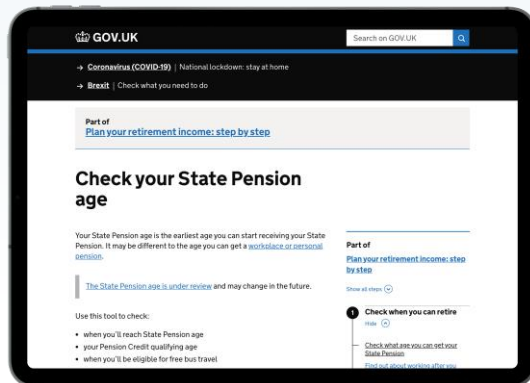 GOV.UK
Search on GOV.UK
→ Coronavirus (COVID-19) | National lockdown: stay at home
→ Brexit | Check what you need to do
Part of
Plan your retirement income: step by step
Check your State Pension
age
Your State Pension age is the earliest age you can start receiving your State
Pension. It may be different to the age you can get a workplace or personal
pension.
The State Pension age is under review and may change in the future.
Use this tool to check:
• when you'll reach State Pension age
• your Pension Credit qualifying age
• when you'll be eligible for free bus travel
Part of
Plan your retirement income: step
by step
Show all steps
1 Check when you can retire
Hide
Check what age you can get your
State Pension
Find out about working after you